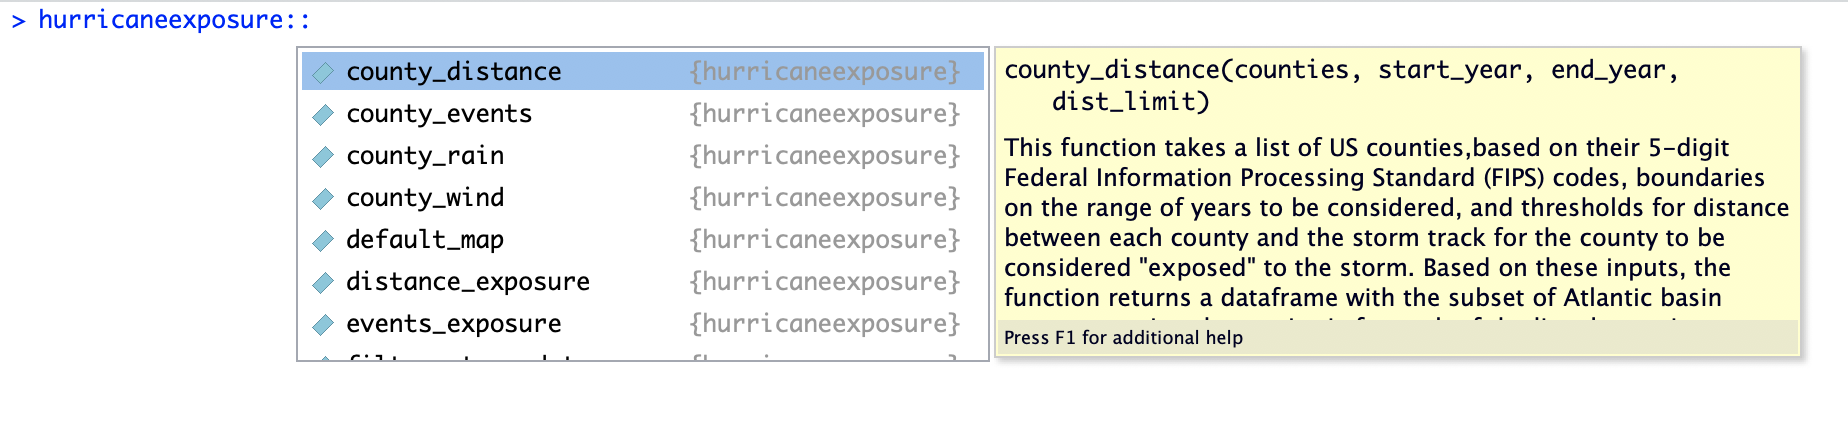 > hurricaneexposure::
county_distance {hurricaneexposure}
county_events {hurricaneexposure}
county_rain {hurricaneexposure}
county_wind {hurricaneexposure}
default_map {hurricaneexposure}
distance_exposure {hurricaneexposure}
events_exposure {hurricaneexposure}
county_distance(counties, start_year, end_year,
dist_limit)
This function takes a list of US counties,based on their 5-digit
Federal Information Processing Standard (FIPS) codes, boundaries
on the range of years to be considered, and thresholds for distance
between each county and the storm track for the county to be
considered "exposed" to the storm. Based on these inputs, the
function returns a dataframe with the subset of Atlantic basin
Press F1 for additional help